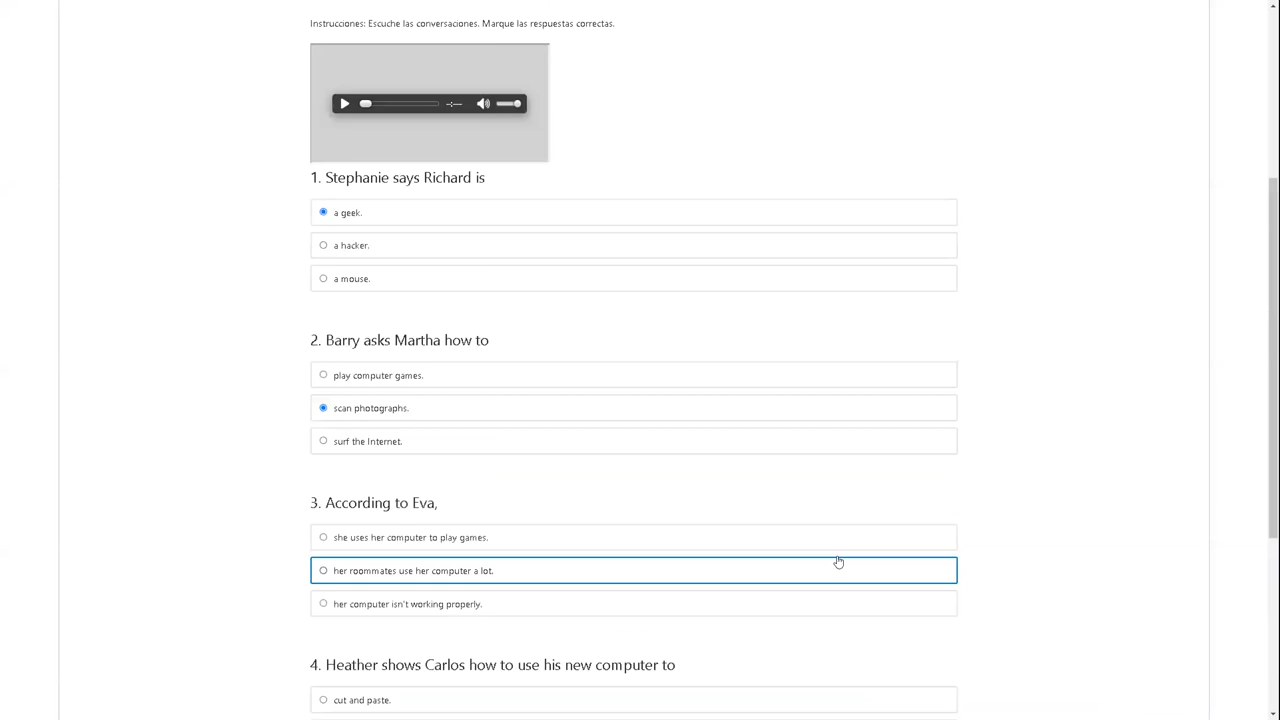 Instrucciones: Escuche las conversaciones. Marque las respuestas correctas.
1. Stephanie says Richard is
a geek.
a hacker.
a mouse.
2. Barry asks Martha how to
play computer games.
scan photographs.
surf the Internet.
3. According to Eva,
she uses her computer to play games.
her roommates use her computer a lot.
her computer isn't working properly.
4. Heather shows Carlos how to use his new computer to
cut and paste.